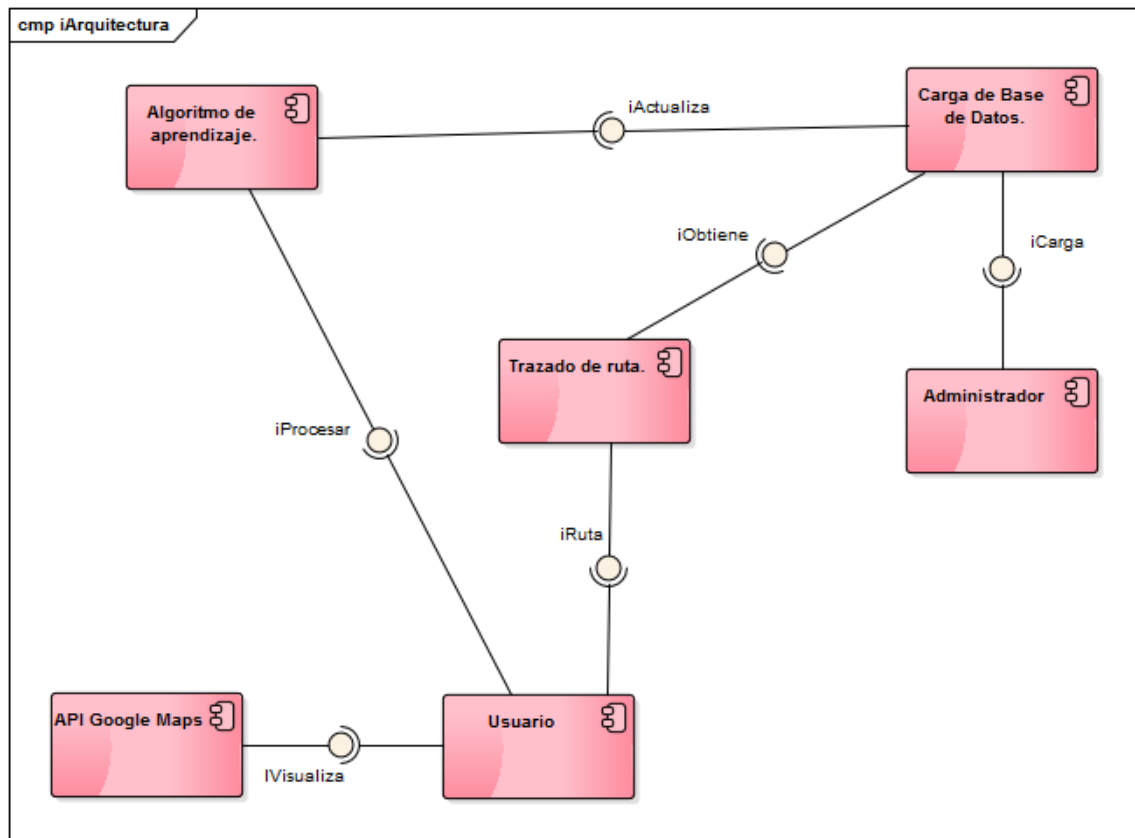 cmp iArquitectura
Algoritmo de
aprendizaje.
iActualiza
Carga de Base
de Datos.
iObtiene
iCarga
Trazado de ruta.
Administrador
iProcesar
iRuta
API Google Maps
IVisualiza
Usuario